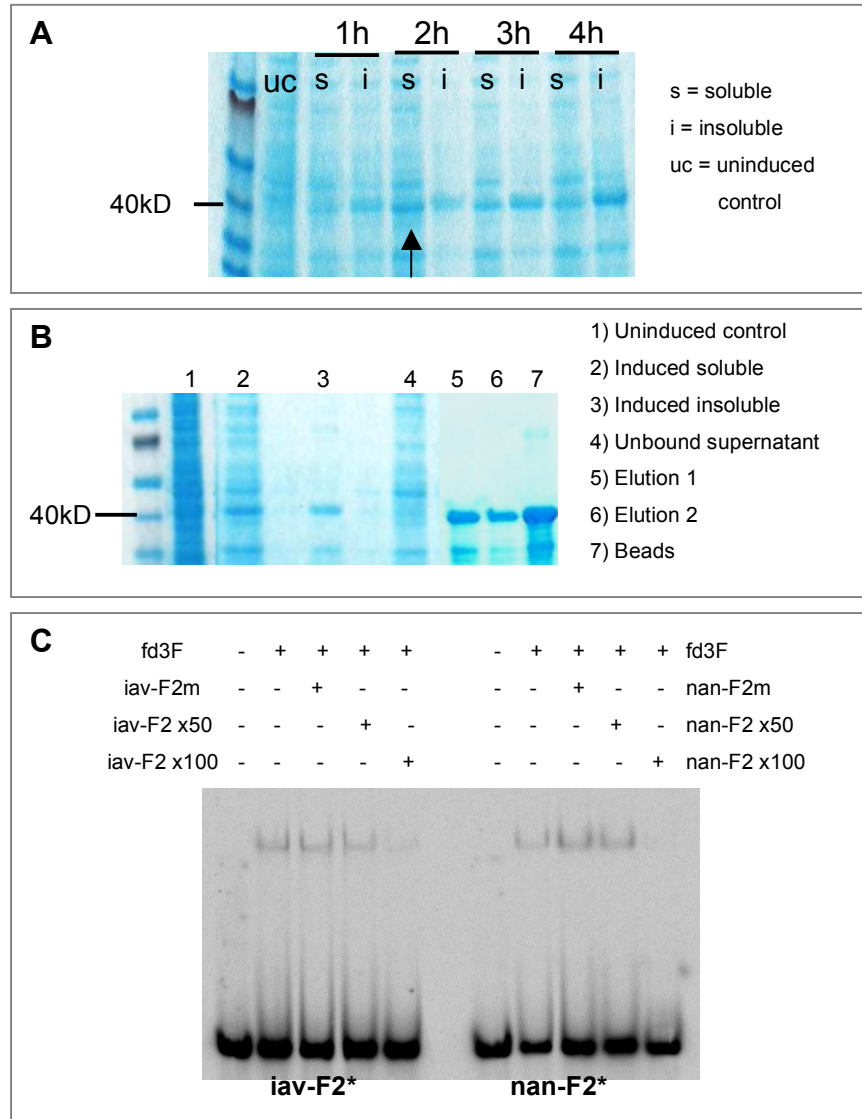 A
1h 2h 3h 4h
uc s i s i s i s i
40kD
s = soluble
i = insoluble
uc = uninduced
control
B
1 2 3 4 5 6 7
40kD
1) Uninduced control
2) Induced soluble
3) Induced insoluble
4) Unbound supernatant
5) Elution 1
6) Elution 2
7) Beads
C
fd3F - + + + + - + + + + fd3F
iav-F2m - - + - - - - + - - nan-F2m
iav-F2 x50 - - - + - - - - + - nan-F2 x50
iav-F2 x100 - - - - + - - - - + nan-F2 x100
iav-F2* nan-F2*